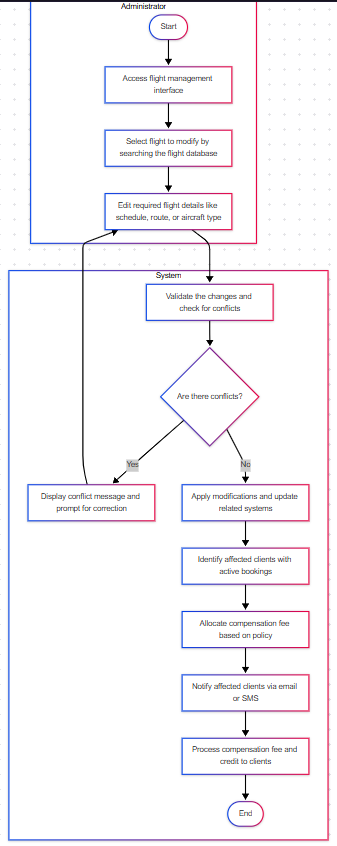 Administrator
Start
Access flight management
interface
Select flight to modify by
searching the flight database
Edit required flight details like
schedule, route, or aircraft type
System
Validate the changes and
check for conflicts
Are there conflicts?
Yes
No
Display conflict message and
prompt for correction
Apply modifications and update
related systems
Identify affected clients with
active bookings
Allocate compensation fee
based on policy
Notify affected clients via email
or SMS
Process compensation fee and
credit to clients
End